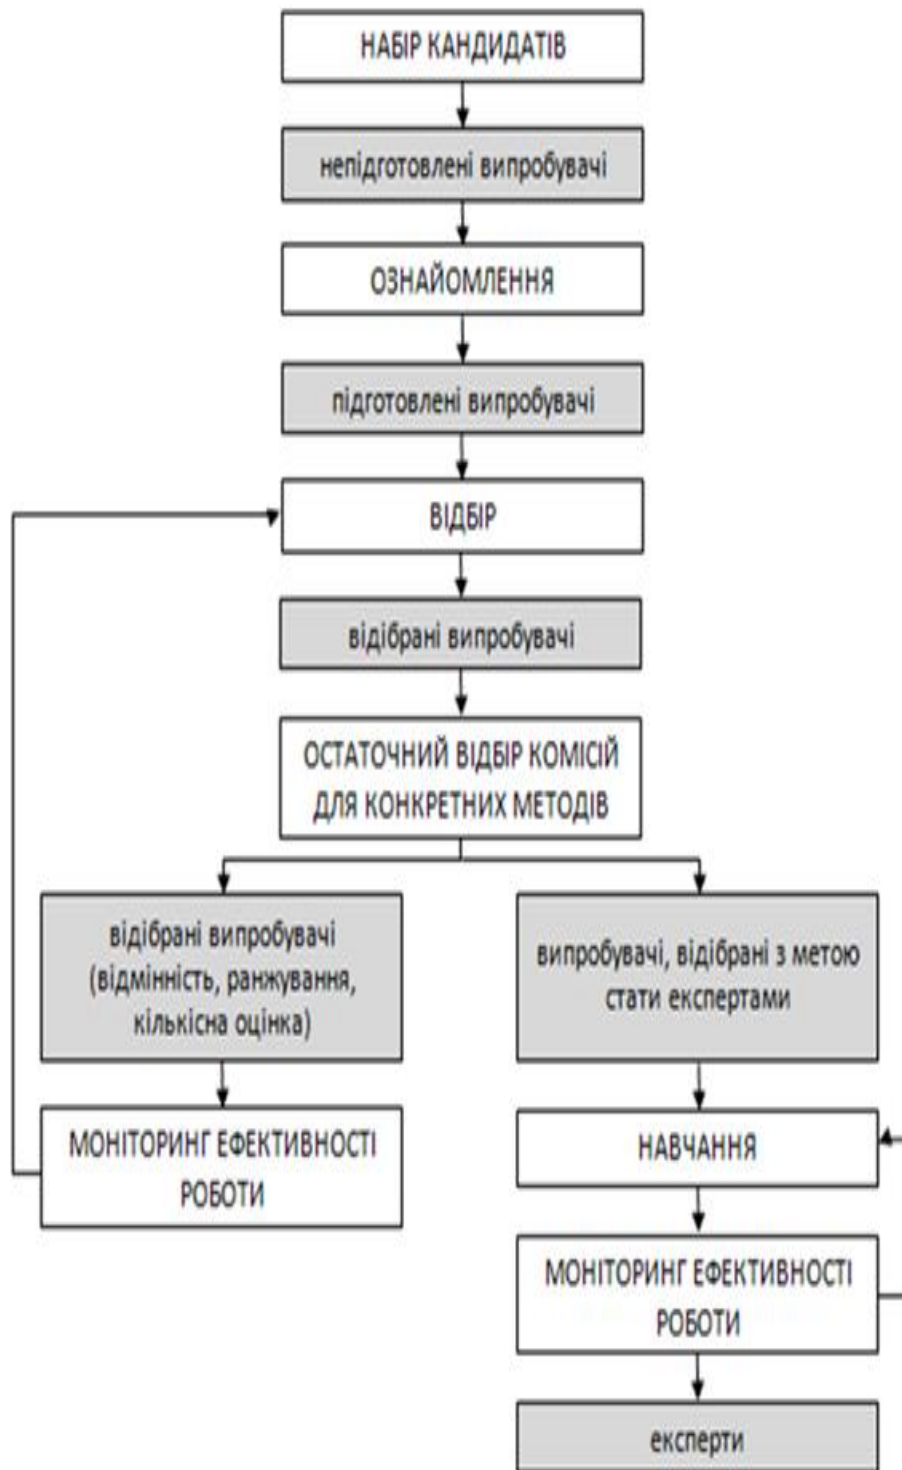 НАБІР КАНДИДАТІВ
непідготовлені випробувачі
ОЗНАЙОМЛЕННЯ
підготовлені випробувачі
ВІДБІР
відібрані випробувачі
ОСТАТОЧНИЙ ВІДБІР КОМІСІЙ
ДЛЯ КОНКРЕТНИХ МЕТОДІВ
відібрані випробувачі
(відмінність, ранжування,
кількісна оцінка)
МОНІТОРИНГ ЕФЕКТИВНОСТІ
РОБОТИ
випробувачі, відібрані з метою
стати експертами
НАВЧАННЯ
МОНІТОРИНГ ЕФЕКТИВНОСТІ
РОБОТИ
експерти